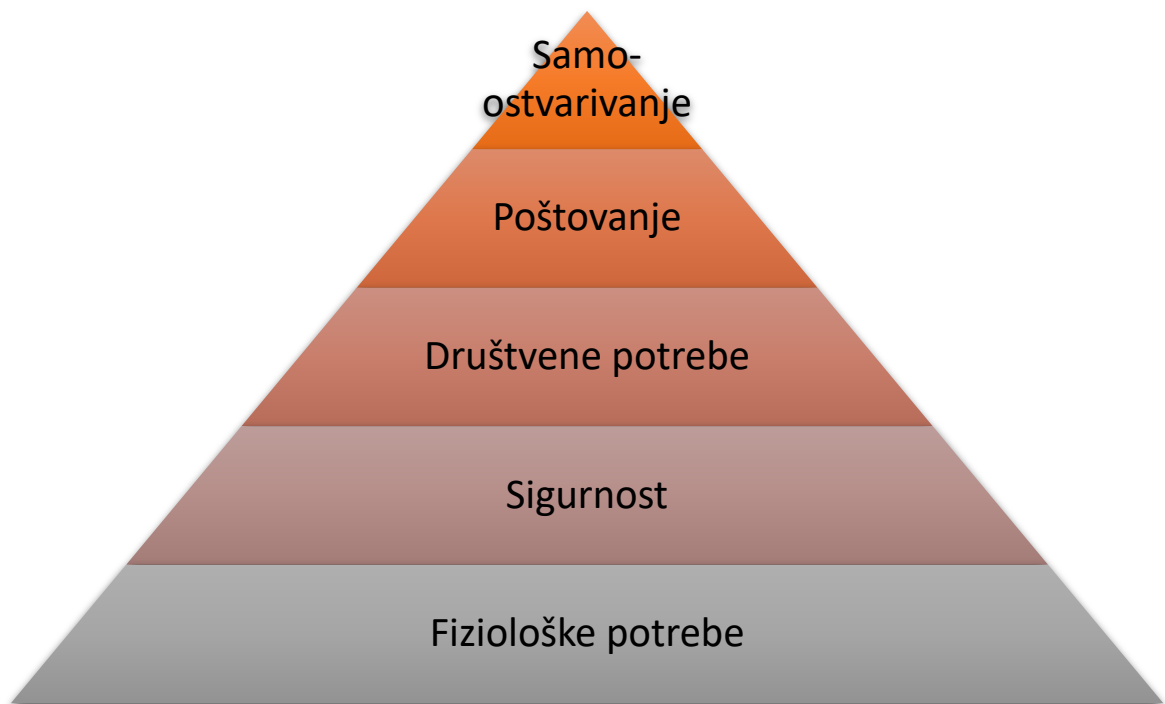 Samo-
ostvarivanje
Poštovanje
Društvene potrebe
Sigurnost
Fiziološke potrebe